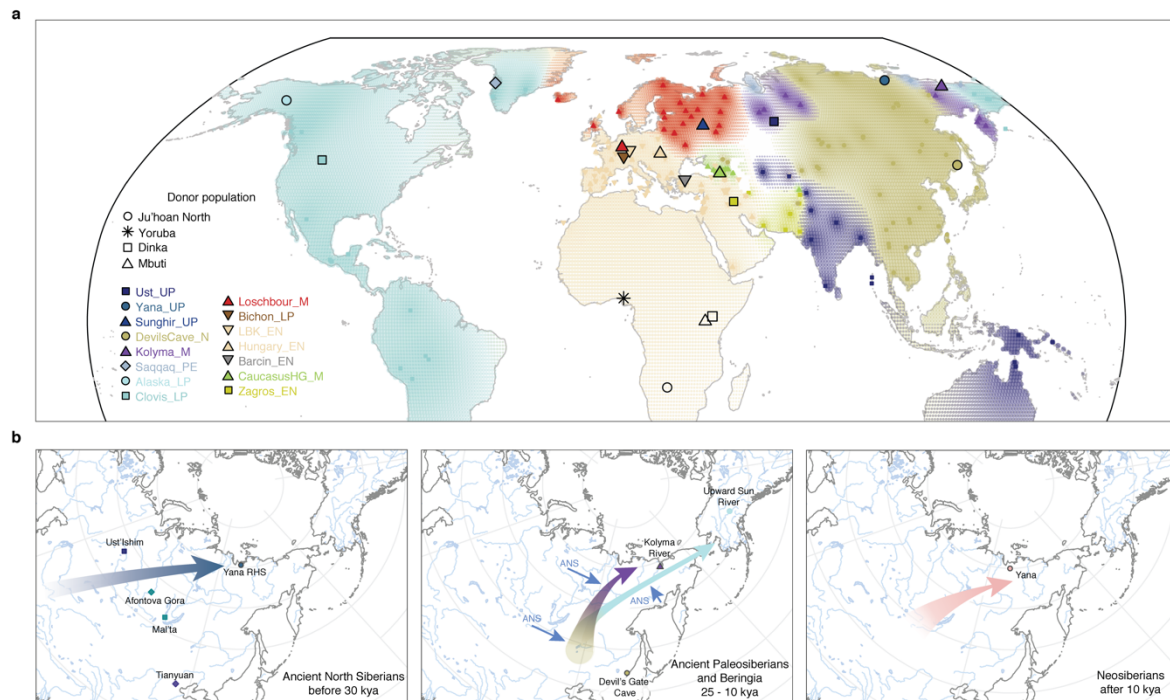 a
Donor population
Ju'hoan North
Yoruba
Dinka
Mbuti
Ust_UP
Yana_UP
Sunghir_UP
DevilsCave_N
Kolyma_M
Saqqaq_PE
Alaska_LP
Clovis_LP
Loschbour_M
Bichon_LP
LBK_EN
Hungary_EN
Barcin_EN
CaucasusHG_M
Zagros_EN
b
Ust'Ishim
Yana RHS
Afontova Gora
Mal'ta
Tianyuan
Ancient North Siberians
before 30 kya
Upward Sun
River
Kolyma
River
ANS
ANS
ANS
Devil's Gate
Cave
Ancient Paleosiberians
and Beringia
25 - 10 kya
Yana
Neosiberians
after 10 kya